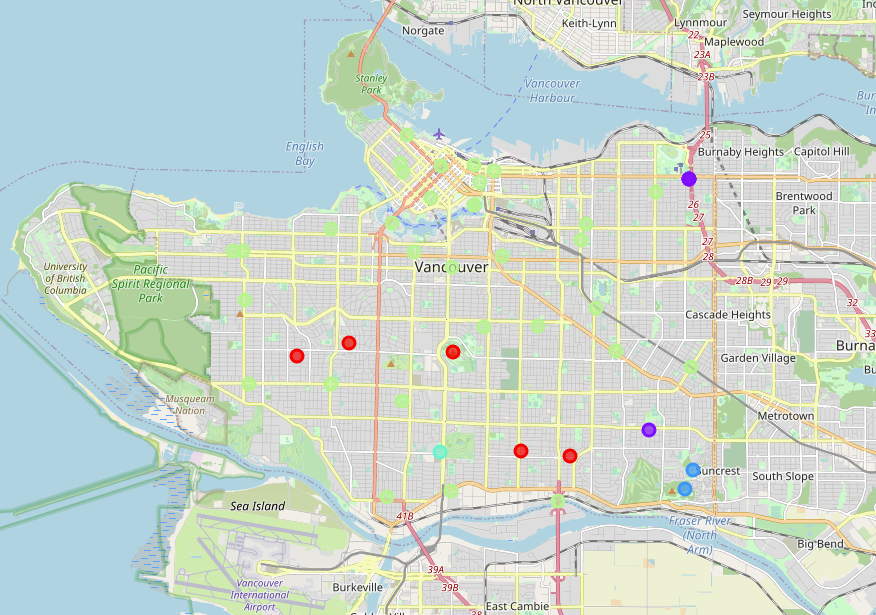 North Vancouver
Norgate
Keith-Lynn
Lynnmour
Seymour Heights
22
Maplewood
23A
23B
Stanley
Park
Vancouver
Harbour
English
Bay
25
Burnaby Heights
Capitol Hill
Brentwood
Park
26
27
27
28
University
of British
Columbia
Pacific
Spirit Regional
Park
Vancouver
28B
29
29
32
33
Cascade Heights
Garden Village
Burna
Musqueam
Nation
Metrotown
Suncrest
South Slope
Sea Island
41B
Fraser River
(North
Arm)
Big Bend
39A
39B
Vancouver
International
Airport
Burkeville
East Cambie